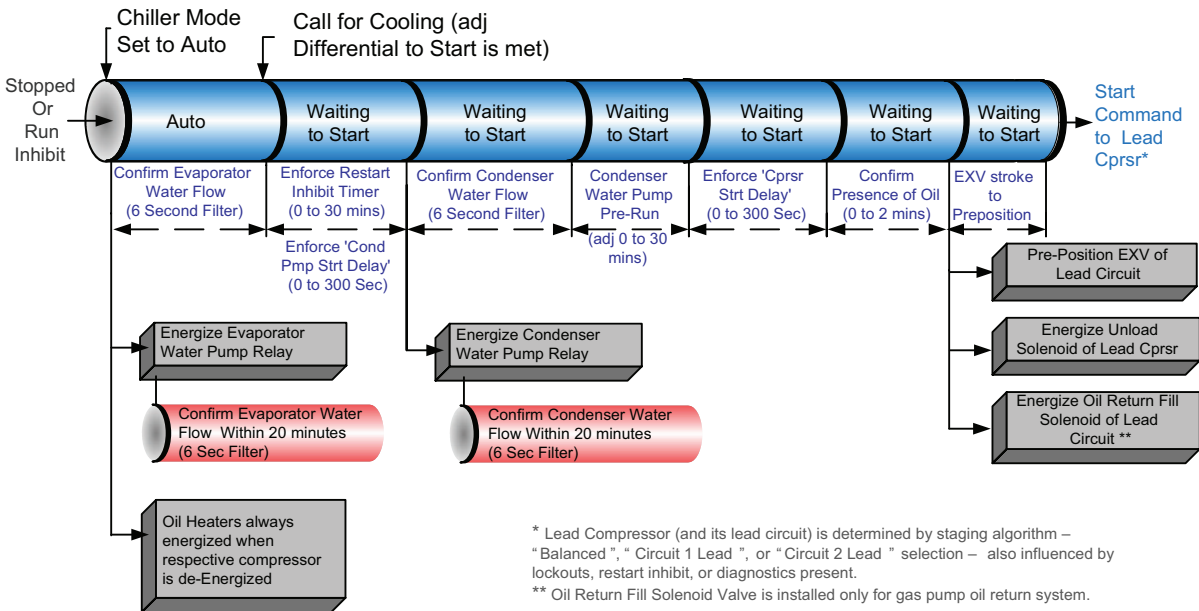 Chiller Mode
Set to Auto
Call for Cooling (adj
Differential to Start is met)
Stopped
Or
Run
Inhibit
Auto
Waiting
to Start
Waiting
to Start
Waiting
to Start
Waiting
to Start
Waiting
to Start
Waiting
to Start
Start
Command
to Lead
Cprsr*
Confirm Evaporator
Water Flow
(6 Second Filter)
Enforce Restart
Inhibit Timer
(0 to 30 mins)
Enforce 'Cond
Pmp Strt Delay'
(0 to 300 Sec)
Confirm Condenser
Water Flow
(6 Second Filter)
Condenser
Water Pump
Pre-Run
(adj 0 to 30
mins)
Enforce 'Cprsr
Strt Delay'
(0 to 300 Sec)
Confirm
Presence of Oil
(0 to 2 mins)
EXV stroke
to
Preposition
Pre-Position EXV of
Lead Circuit
Energize Unload
Solenoid of Lead Cprsr
Energize Oil Return Fill
Solenoid of Lead
Circuit **
Energize Evaporator
Water Pump Relay
Confirm Evaporator Water
Flow Within 20 minutes
(6 Sec Filter)
Energize Condenser
Water Pump Relay
Confirm Condenser Water
Flow Within 20 minutes
(6 Sec Filter)
Oil Heaters always
energized when
respective compressor
is de-Energized
* Lead Compressor (and its lead circuit) is determined by staging algorithm –
“Balanced”, “ Circuit 1 Lead ”, or “Circuit 2 Lead ” selection – also influenced by
lockouts, restart inhibit, or diagnostics present.
** Oil Return Fill Solenoid Valve is installed only for gas pump oil return system.